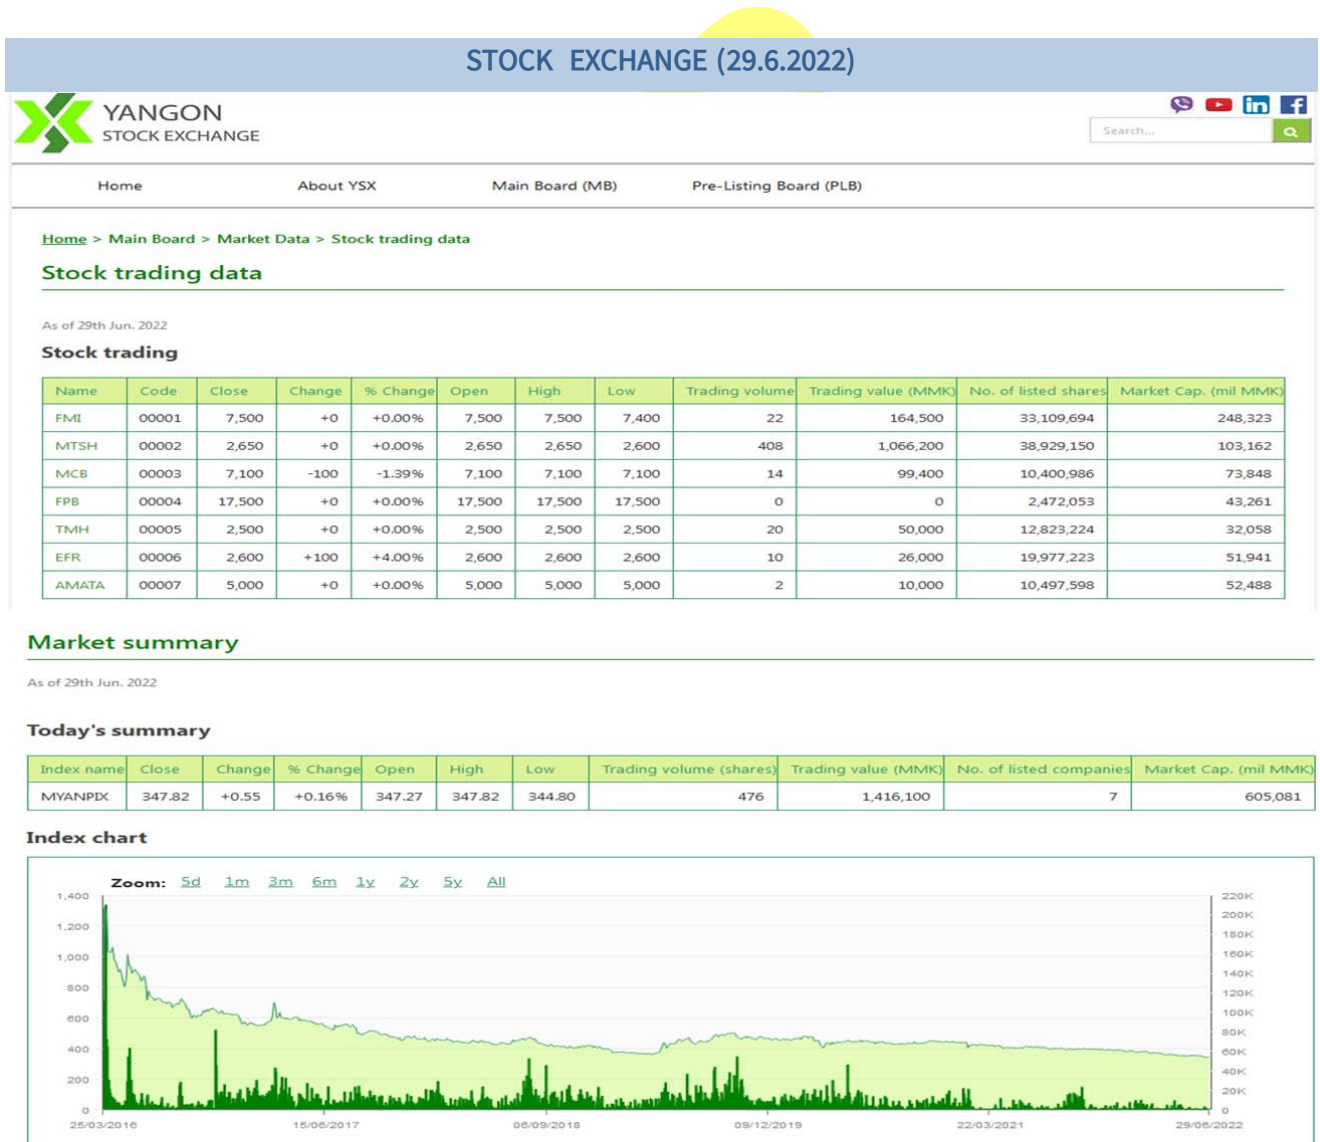 STOCK EXCHANGE (29.6.2022)
YANGON
STOCK EXCHANGE
Search...
Home About YSX Main Board (MB) Pre-Listing Board (PLB)
Home > Main Board > Market Data > Stock trading data
Stock trading data
As of 29th Jun. 2022
Stock trading
Name Code Close Change % Change Open High Low Trading volume Trading value (MMK) No. of listed shares Market Cap. (mil MMK)
FMI 00001 7,500 +0 +0.00% 7,500 7,500 7,400 22 164,500 33,109,694 248,323
MTSH 00002 2,650 +0 +0.00% 2,650 2,650 2,600 408 1,066,200 38,929,150 103,162
MCB 00003 7,100 -100 -1.39% 7,100 7,100 7,100 14 99,400 10,400,986 73,848
FPB 00004 17,500 +0 +0.00% 17,500 17,500 17,500 0 0 2,472,053 43,261
TMH 00005 2,500 +0 +0.00% 2,500 2,500 2,500 20 50,000 12,823,224 32,058
EFR 00006 2,600 +100 +4.00% 2,600 2,600 2,600 10 26,000 19,977,223 51,941
AMATA 00007 5,000 +0 +0.00% 5,000 5,000 5,000 2 10,000 10,497,598 52,488
Market summary
As of 29th Jun. 2022
Today's summary
Index name Close Change % Change Open High Low Trading volume (shares) Trading value (MMK) No. of listed companies Market Cap. (mil MMK)
MYANPIX 347.82 +0.55 +0.16% 347.27 347.82 344.80 476 1,416,100 7 605,081
Index chart
Zoom: 5d 1m 3m 6m 1y 2y 5y All
1,400 220K
200K
1,200
180K
1,000 160K
140K
800
120K
600 100K
80K
400
60K
40K
200
20K
0 0
25/03/2016 15/06/2017 06/09/2018 09/12/2019 22/03/2021 29/06/2022